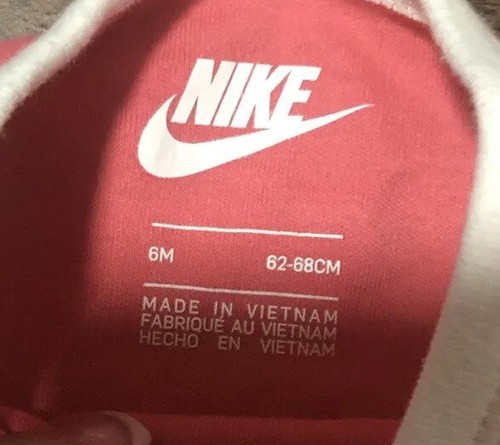 NIKE
6M 62-68CM
MADE IN VIETNAM
FABRIQUÉ AU VIETNAM
HECHO EN VIETNAM